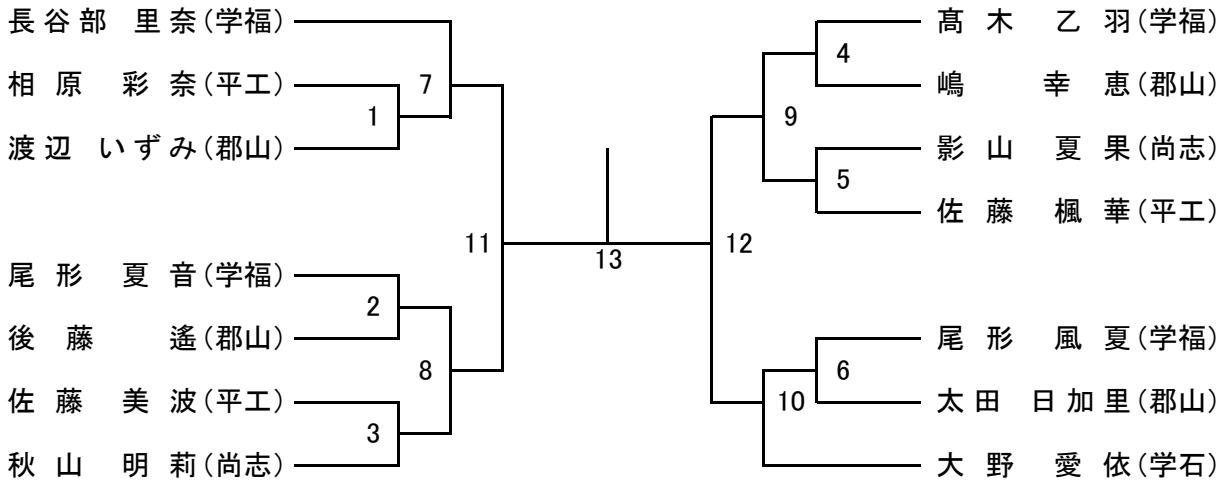 長谷部 里奈(学福)
相原 彩奈(平工)
渡辺 いずみ(郡山)
尾形 夏音(学福)
後藤 遙(郡山)
佐藤 美波(平工)
秋山 明莉(尚志)
7
1
2
8
3
11
13
12
4
9
5
6
10
髙木 乙羽(学福)
嶋 幸恵(郡山)
影山 夏果(尚志)
佐藤 楓華(平工)
尾形 風夏(学福)
太田 日加里(郡山)
大野 愛依(学石)